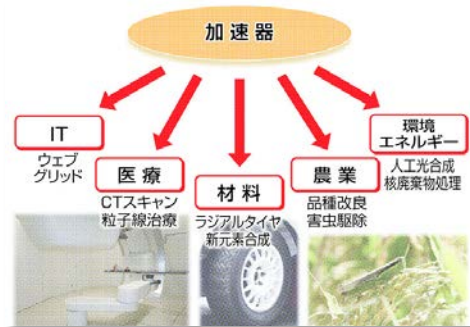 加速器
IT
ウェブ
グリッド
医療
CTスキャン
粒子線治療
材料
ラジアルタイヤ
新元素合成
農業
品種改良
害虫駆除
環境
エネルギー
人工光合成
核廃棄物処理